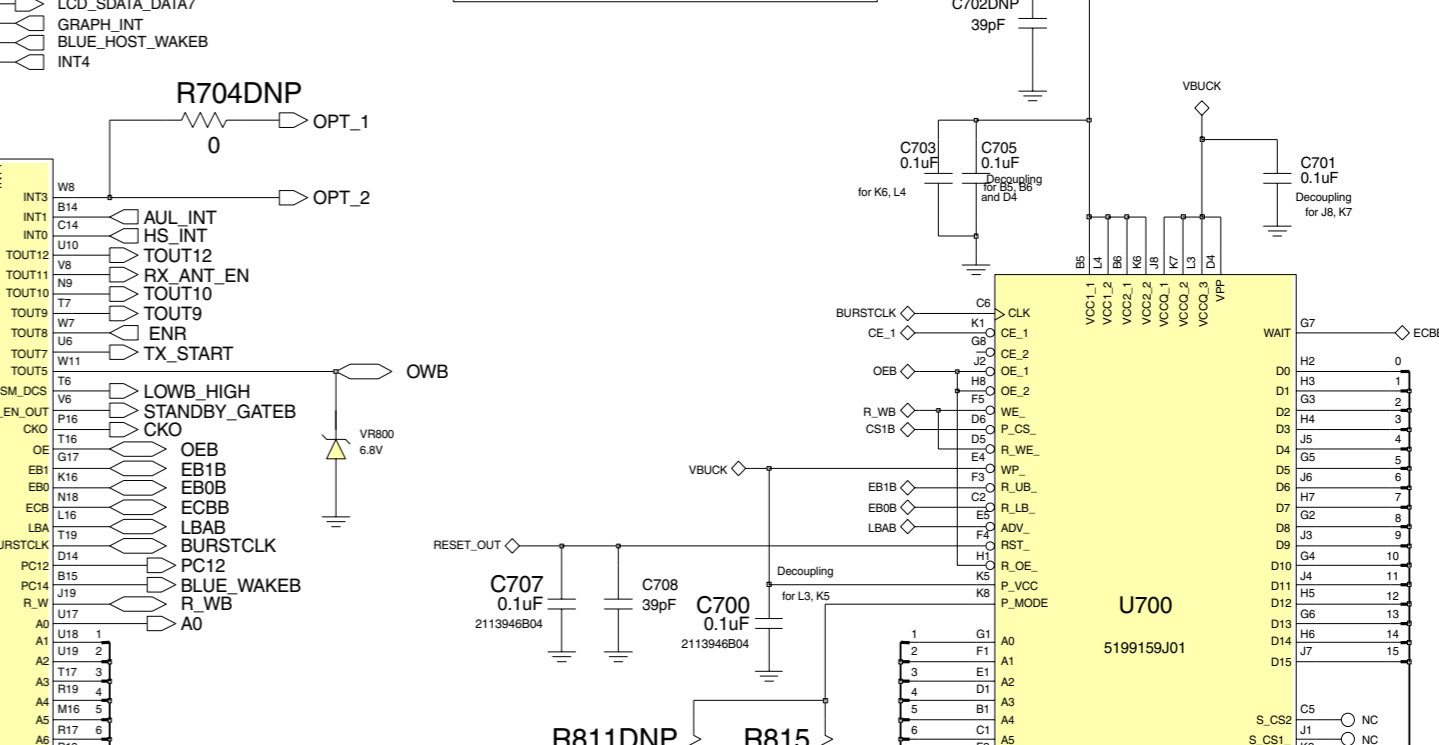 LCD_SDATA_DATA7
GRAPH_INT
BLUE_HOST_WAKEB
INT4
C702DNP
39pF
R704DNP
0
OPT_1
OPT_2
VBUCK
C703
0.1uF
for K6, L4
C705
0.1uF
Decoupling
for B5, B6
and D4
C701
0.1uF
Decoupling
for J8, K7
INT3 W8
INT1 B14 AUL_INT
INT0 C14 HS_INT
TOUT12 U10 TOUT12
TOUT11 V8 RX_ANT_EN
TOUT10 N9 TOUT10
TOUT9 T7 TOUT9
TOUT8 W7 ENR
TOUT7 U6 TX_START
TOUT5 W11 OWB
SM_DCS T6 LOWB_HIGH
_EN_OUT V6 STANDBY_GATEB
CKO P16 CKO
OE T16 OEB
EB1 G17 EB1B
EB0 K16 EB0B
ECB N18 ECBB
LBA L16 LBAB
URSTCLK T19 BURSTCLK
PC12 D14 PC12
PC14 B15 BLUE_WAKEB
R_W J19 R_WB
A0 U17 A0
A1 U18 1
A2 U19 2
A3 T17 3
A4 R19 4
A5 M16 5
A6 R17 6
VR800
6.8V
B5 L4 B6 K6 J8 K7 L3 D4
VCC1_1 VCC1_2 VCC2_1 VCC2_2 VCCQ_1 VCCQ_2 VCCQ_3 VPP
BURSTCLK C6 CLK
CE_1 K1 CE_1
G8 CE_2
OEB J2 OE_1
H8 OE_2
R_WB F5 WE_
CS1B D6 P_CS_
D5 R_WE_
VBUCK E4 WP_
EB1B F3 R_UB_
EB0B C2 R_LB_
LBAB E5 ADV_
RESET_OUT F4 RST_
H1 R_OE_
K5 P_VCC
K8 P_MODE
Decoupling
for L3, K5
C707
0.1uF
2113946B04
C708
39pF
C700
0.1uF
2113946B04
1 G1 A0
2 F1 A1
3 E1 A2
4 D1 A3
5 B1 A4
6 C1 A5
R811DNP
R815
U700
5199159J01
WAIT G7
D0 H2 0
D1 H3 1
D2 G3 2
D3 H4 3
D4 J5 4
D5 G5 5
D6 J6 6
D7 H7 7
D8 G2 8
D9 J3 9
D10 G4 10
D11 J4 11
D12 H5 12
D13 G6 13
D14 H6 14
D15 J7 15
S_CS2 C5 NC
S_CS1_ J1 NC